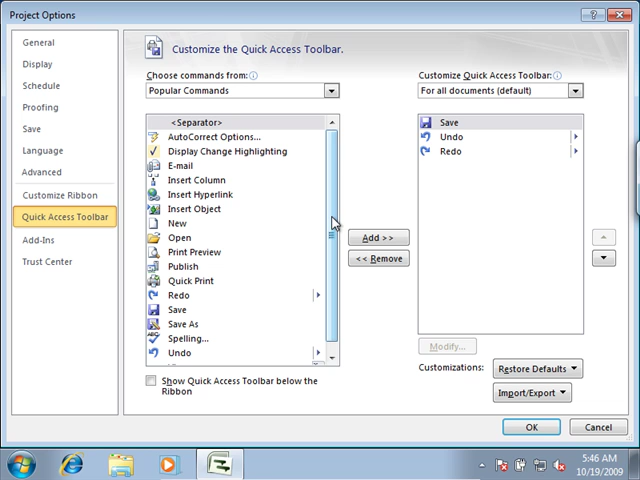 Project Options
General
Display
Schedule
Proofing
Save
Language
Advanced
Customize Ribbon
Quick Access Toolbar
Add-Ins
Trust Center
Customize the Quick Access Toolbar.
Choose commands from:
Popular Commands
<Separator>
AutoCorrect Options...
Display Change Highlighting
E-mail
Insert Column
Insert Hyperlink
Insert Object
New
Open
Print Preview
Publish
Quick Print
Redo
Save
Save As
Spelling...
Undo
Show Quick Access Toolbar below the
Ribbon
Add >>
<< Remove
Customize Quick Access Toolbar:
For all documents (default)
Save
Undo
Redo
Modify...
Customizations:
Restore Defaults
Import/Export
OK
Cancel
5:46 AM
10/19/2009